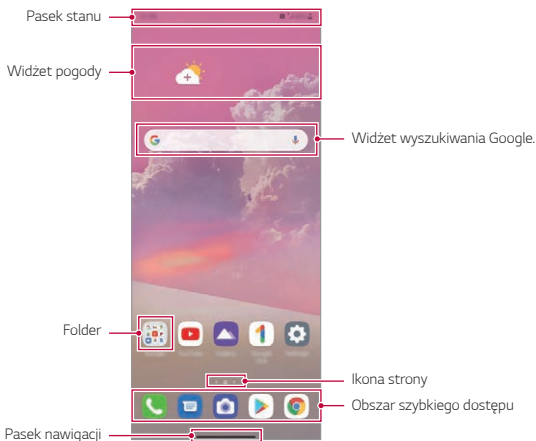 Pasek stanu
Widżet pogody
Widżet wyszukiwania Google.
Folder
Ikona strony
Obszar szybkiego dostępu
Pasek nawigacji